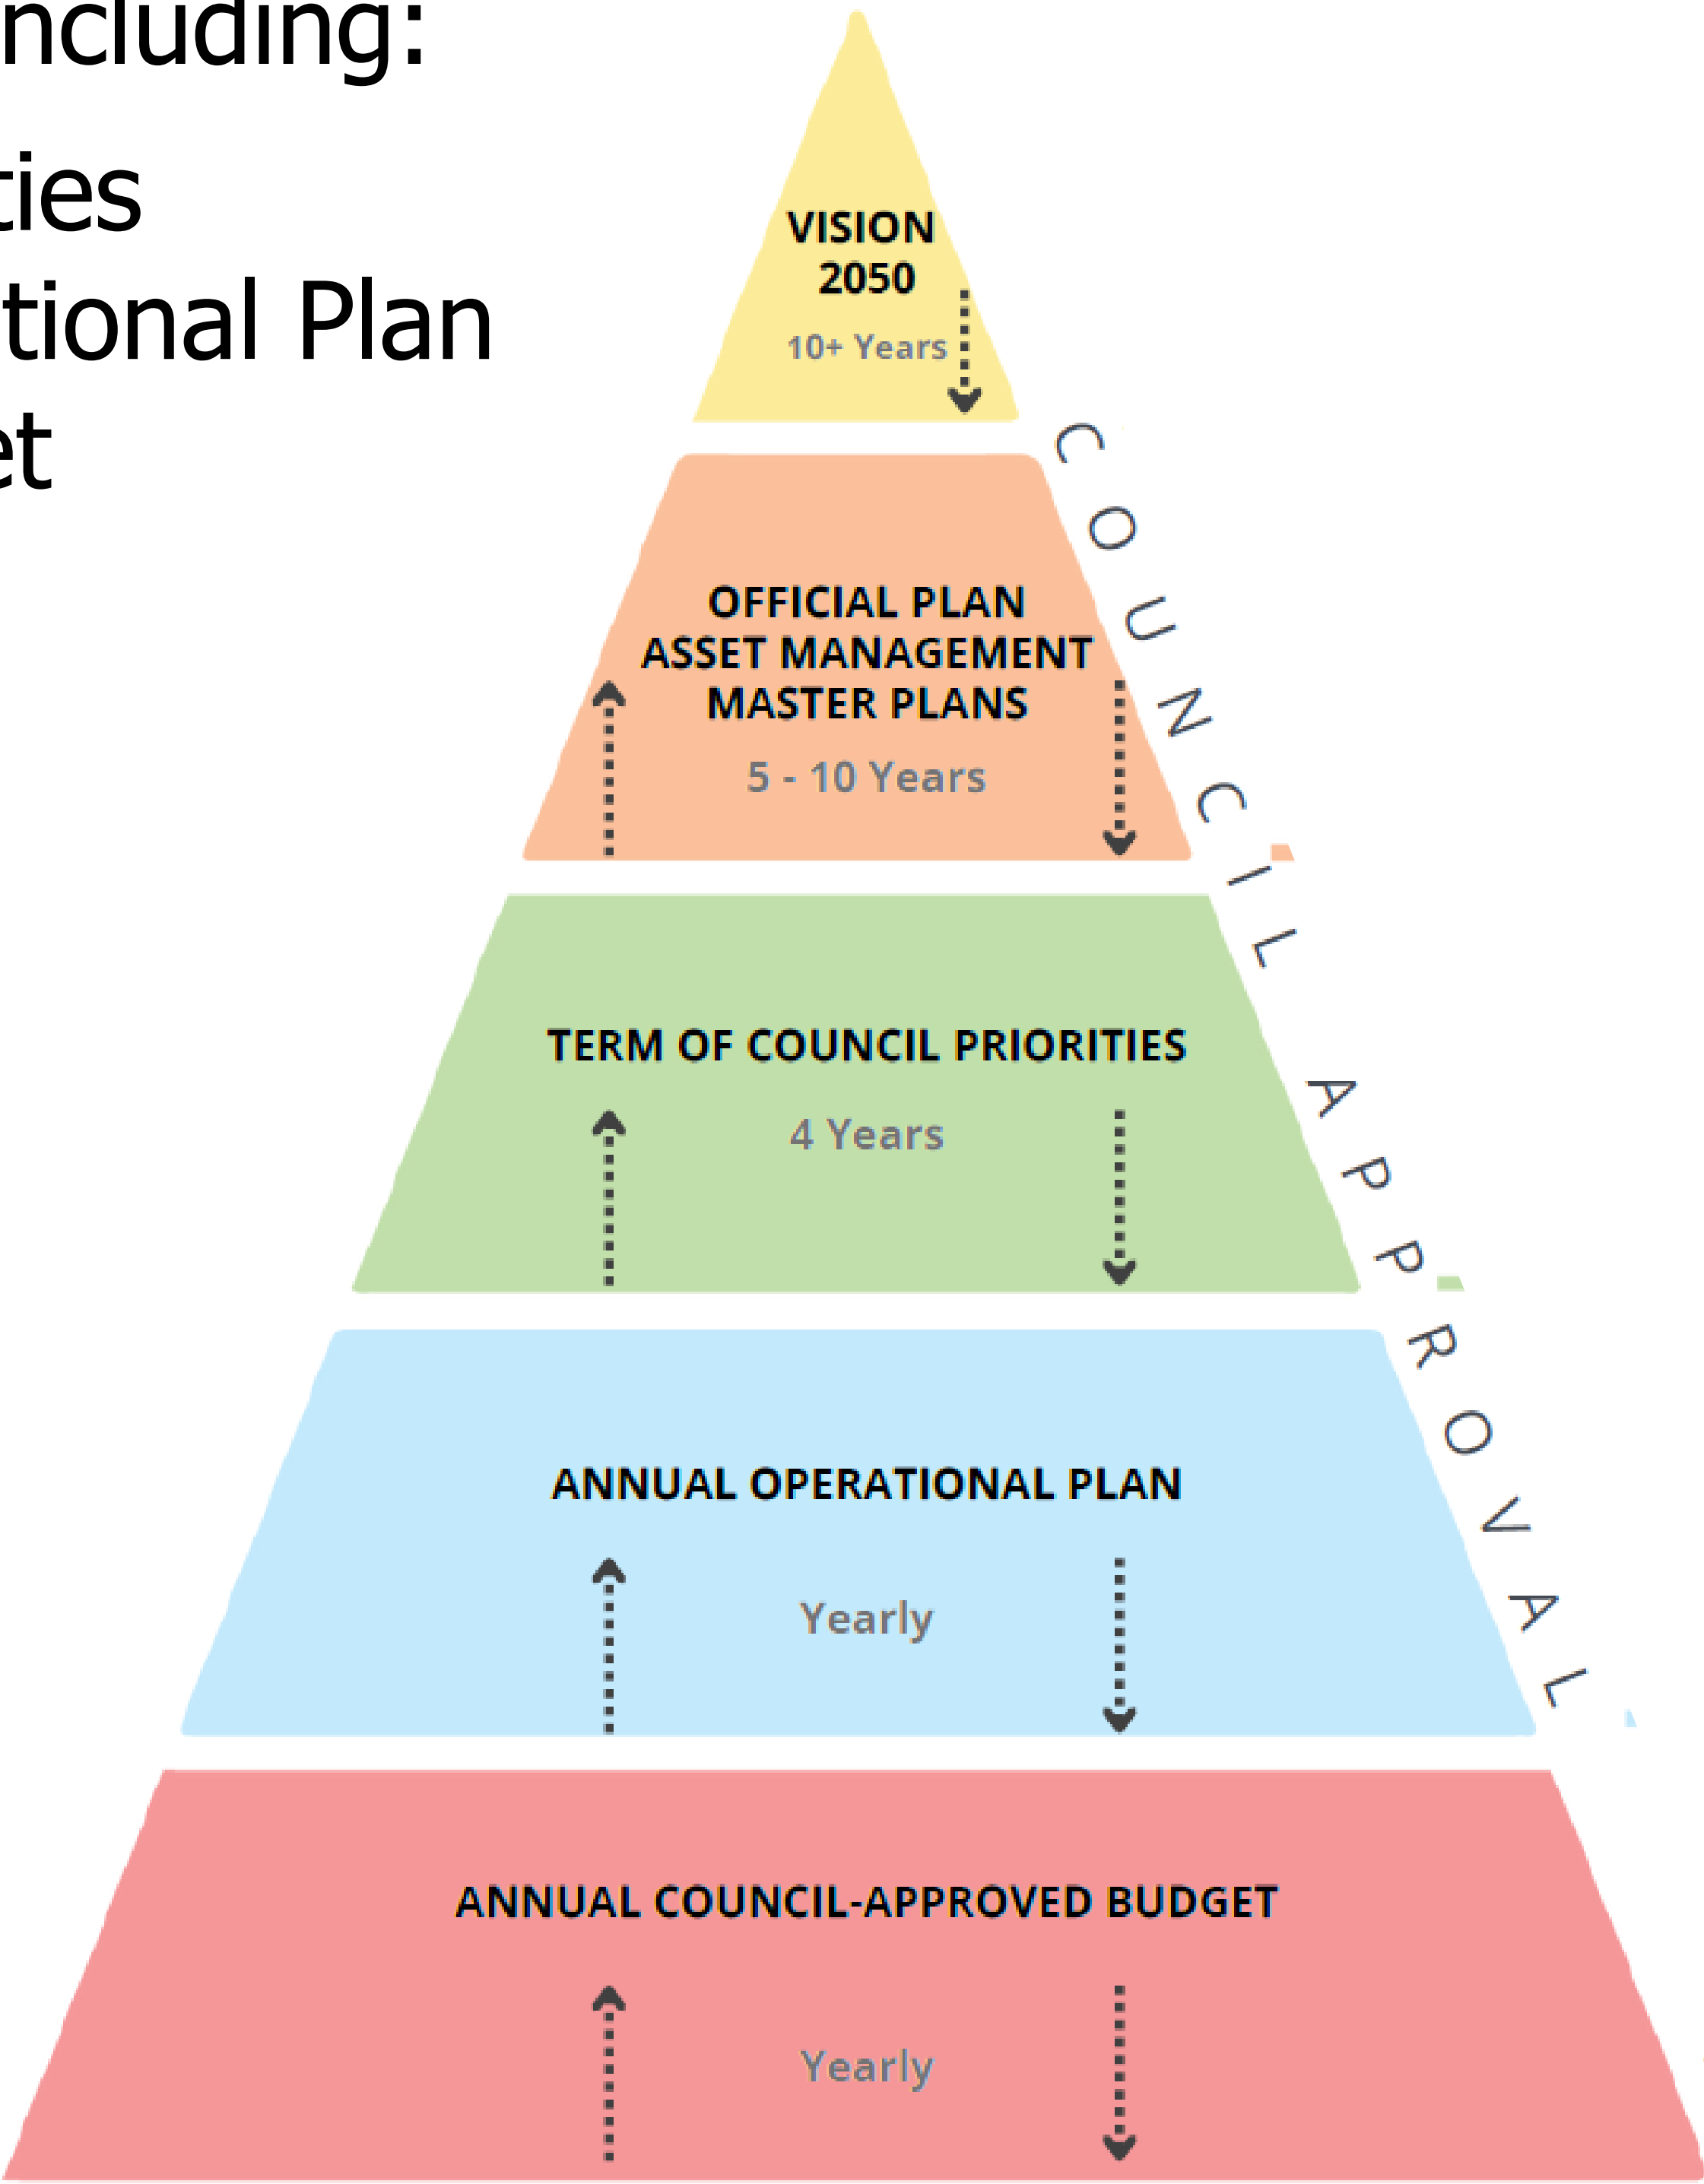 ncluding:
ties
tional Plan
et
VISION
2050
10+ Years
OFFICIAL PLAN
ASSET MANAGEMENT
MASTER PLANS
5 - 10 Years
TERM OF COUNCIL PRIORITIES
4 Years
ANNUAL OPERATIONAL PLAN
Yearly
ANNUAL COUNCIL-APPROVED BUDGET
Yearly
COUNCIL APPROVAL